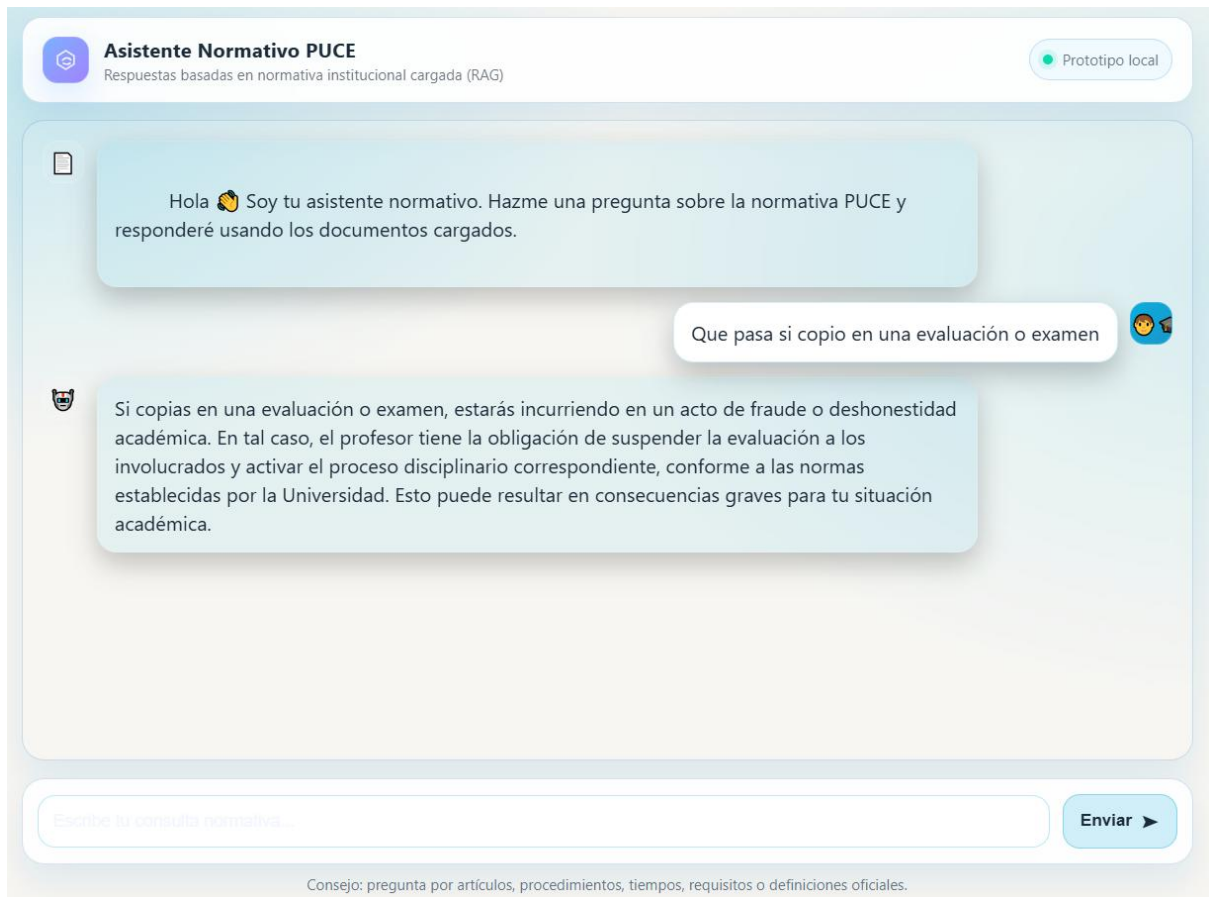 Asistente Normativo PUCE
Respuestas basadas en normativa institucional cargada (RAG)
Prototipo local
Hola 👏 Soy tu asistente normativo. Hazme una pregunta sobre la normativa PUCE y
responderé usando los documentos cargados.
Que pasa si copio en una evaluación o examen
Si copias en una evaluación o examen, estarás incurriendo en un acto de fraude o deshonestidad
académica. En tal caso, el profesor tiene la obligación de suspender la evaluación a los
involucrados y activar el proceso disciplinario correspondiente, conforme a las normas
establecidas por la Universidad. Esto puede resultar en consecuencias graves para tu situación
académica.
Escribe tu consulta normativa...
Enviar ➤
Consejo: pregunta por artículos, procedimientos, tiempos, requisitos o definiciones oficiales.